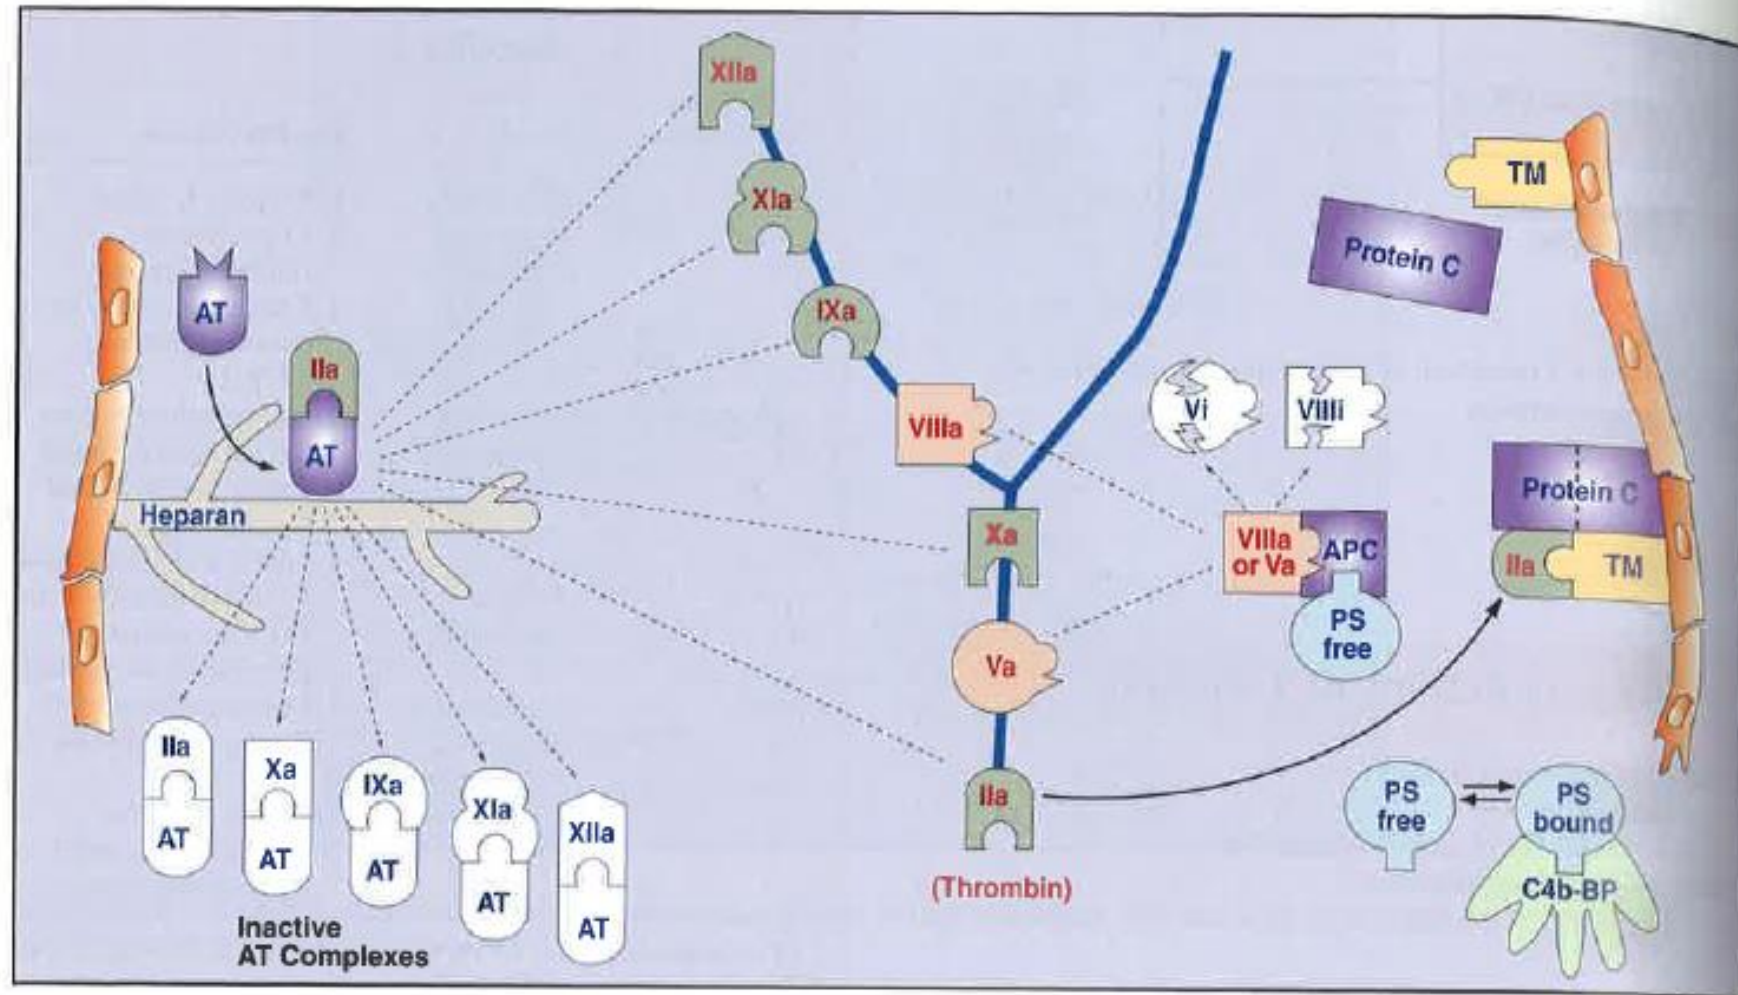 XIIa
XIa
IXa
VIIIa
Xa
Va
IIa
(Thrombin)
AT
IIa
AT
Heparan
IIa
AT
Xa
AT
IXa
AT
XIa
AT
XIIa
AT
Inactive
AT Complexes
TM
Protein C
Vi
VIIIi
VIIIa
or Va
APC
PS
free
Protein C
IIa
TM
PS
free
PS
bound
C4b-BP